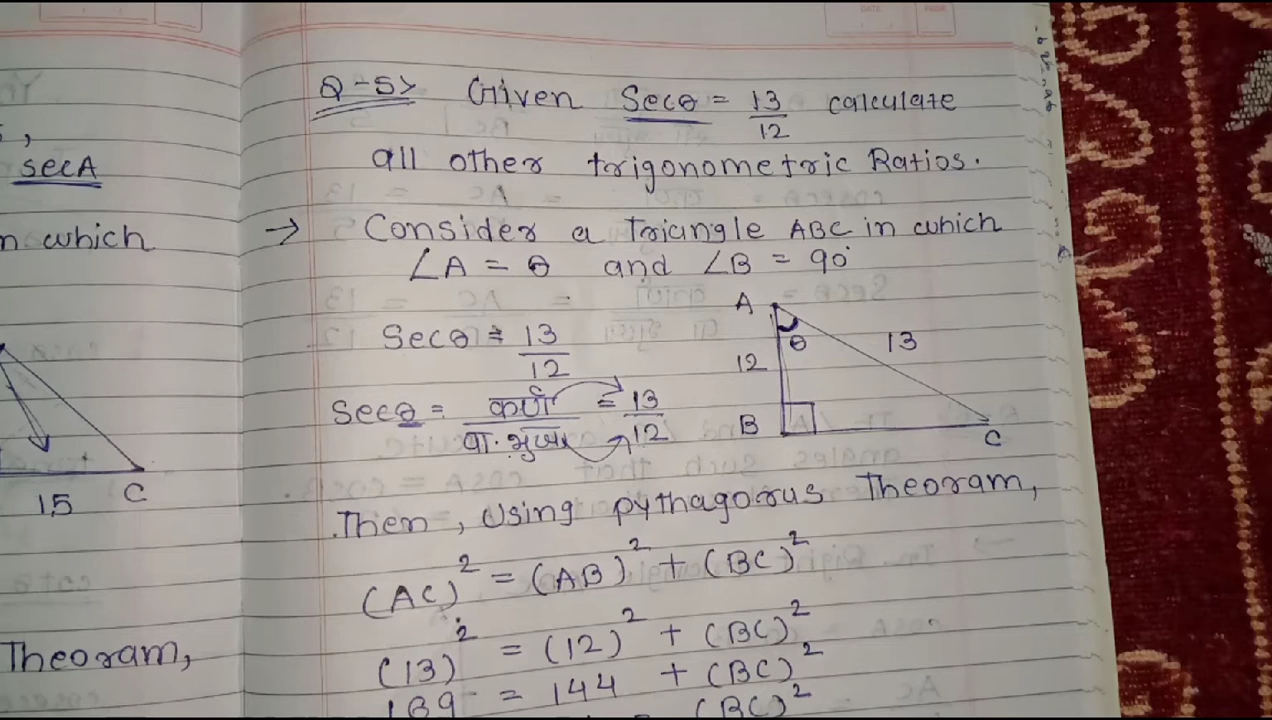 secA
n which
15 C
Theoram,
Q-5> Given Secθ = 13/12 calculate
all other trigonometric Ratios.
→ Consider a Triangle ABC in which
∠A = θ and ∠B = 90°
Secθ = 13/12
A
θ
12
13
B
C
Secθ = कर्ण/पा. भुजा = 13/12
Then, Using pythagorus Theoram,
(AC)² = (AB)² + (BC)²
(13)² = (12)² + (BC)²
169 = 144 + (BC)²
(BC)²